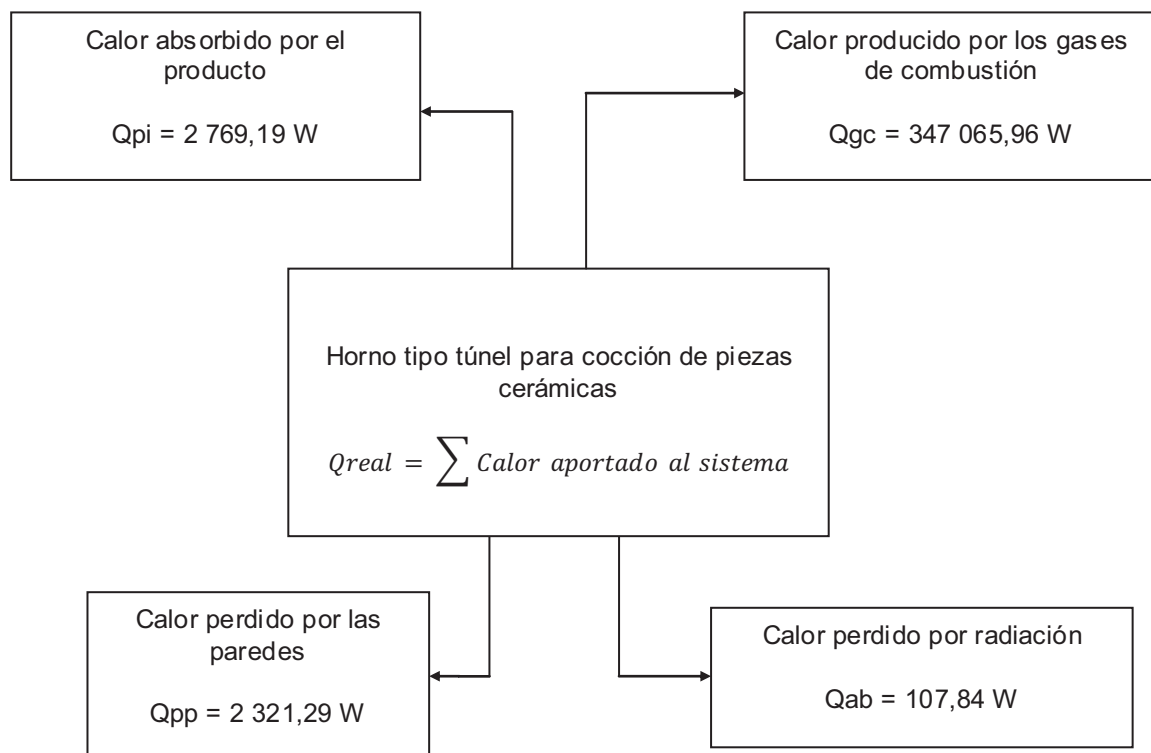 Calor absorbido por el
producto
Qpi = 2 769,19 W
Calor producido por los gases
de combustión
Qgc = 347 065,96 W
Horno tipo túnel para cocción de piezas
cerámicas
Qreal = ∑ Calor aportado al sistema
Calor perdido por las
paredes
Qpp = 2 321,29 W
Calor perdido por radiación
Qab = 107,84 W